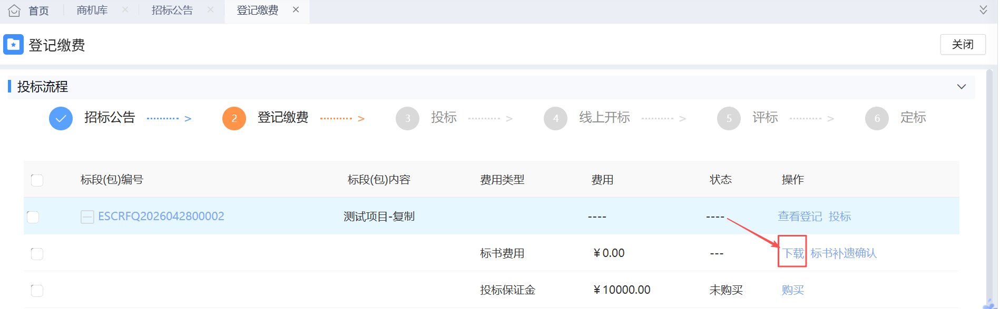 首页 商机库 招标公告 登记缴费
登记缴费 关闭
投标流程
招标公告 > 2 登记缴费 > 3 投标 > 4 线上开标 > 5 评标 > 6 定标
标段(包)编号 标段(包)内容 费用类型 费用 状态 操作
ESCRFQ2026042800002 测试项目-复制 ---- ---- 查看登记 投标
标书费用 ¥0.00 --- 下载 标书补遗确认
投标保证金 ¥10000.00 未购买 购买